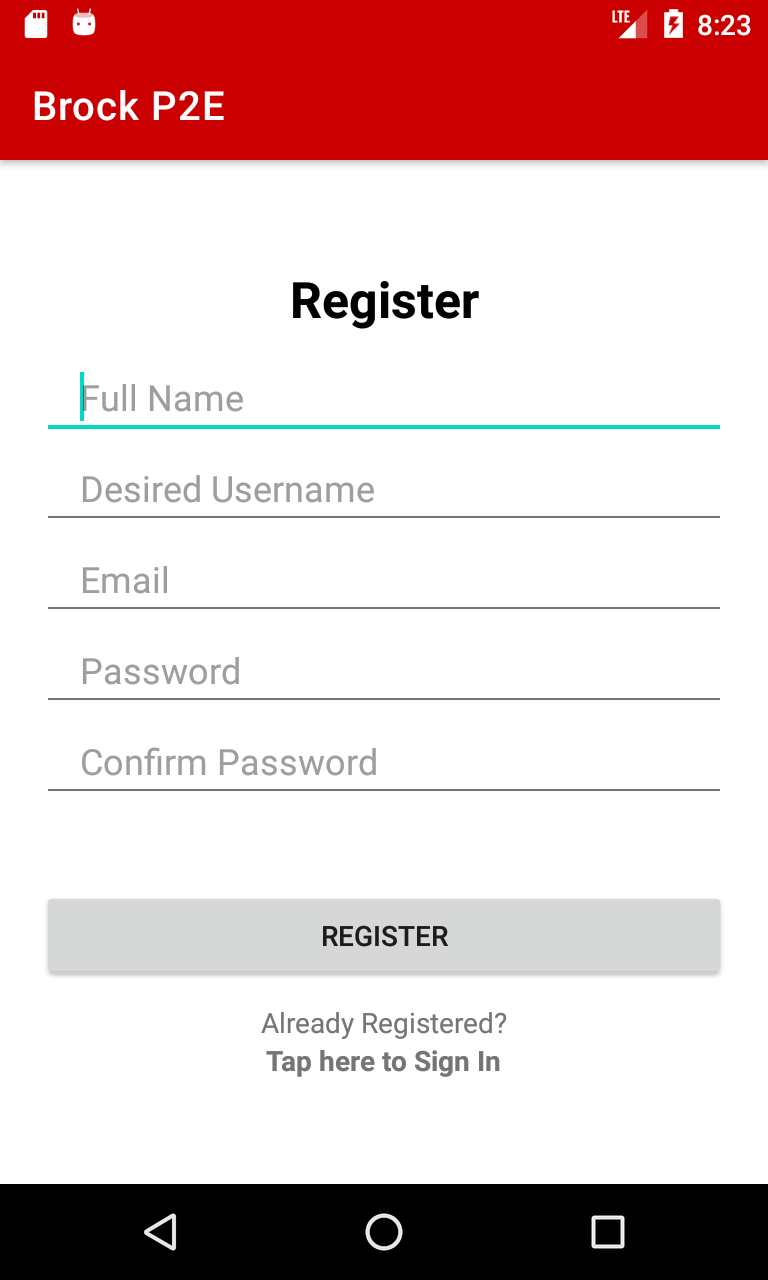 LTE 8:23
Brock P2E
Register
Full Name
Desired Username
Email
Password
Confirm Password
REGISTER
Already Registered?
Tap here to Sign In